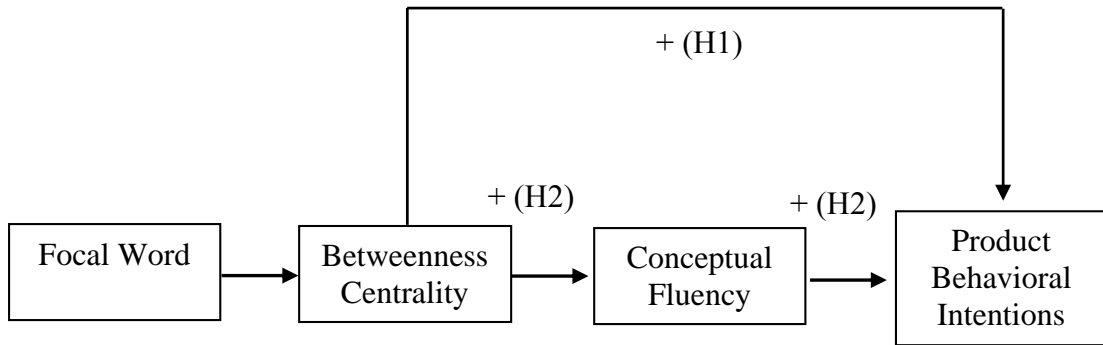 + (H1)
+ (H2)
+ (H2)
Focal Word
Betweenness
Centrality
Conceptual
Fluency
Product
Behavioral
Intentions